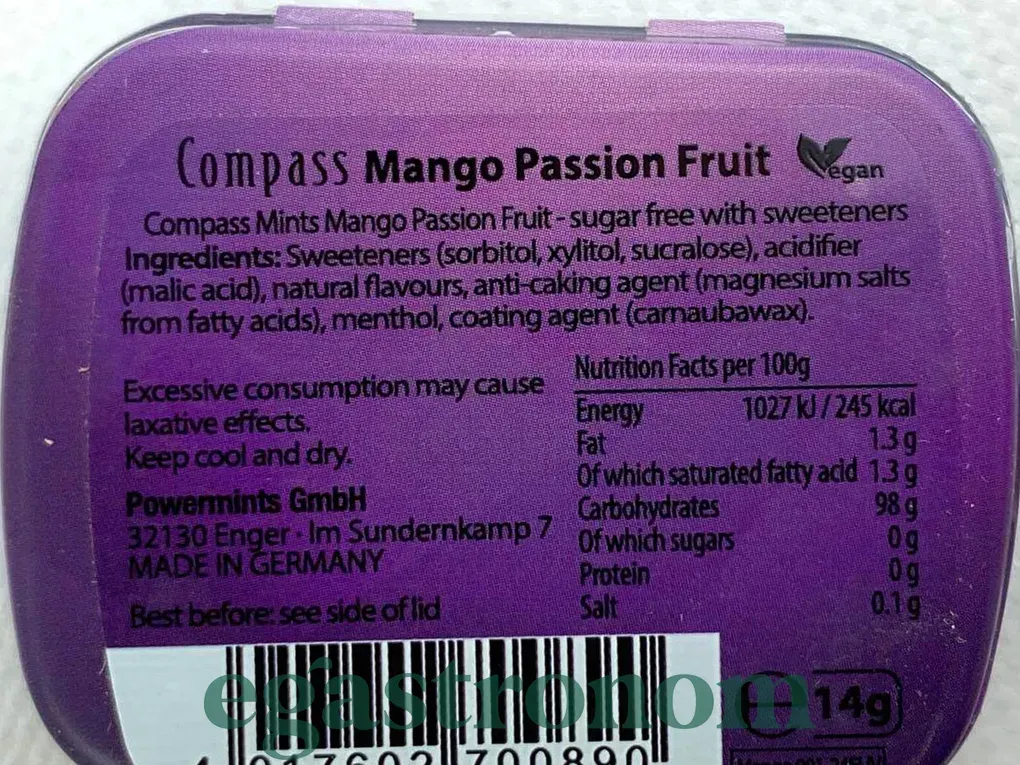 Compass Mango Passion Fruit Vegan
Compass Mints Mango Passion Fruit - sugar free with sweeteners
Ingredients: Sweeteners (sorbitol, xylitol, sucralose), acidifier
(malic acid), natural flavours, anti-caking agent (magnesium salts
from fatty acids), menthol, coating agent (carnaubawax).
Excessive consumption may cause
laxative effects.
Keep cool and dry.
Powermints GmbH
32130 Enger · Im Sundernkamp 7
MADE IN GERMANY
Best before: see side of lid
Nutrition Facts per 100g
Energy 1027 kJ / 245 kcal
Fat 1.3 g
Of which saturated fatty acid 1.3 g
Carbohydrates 98 g
Of which sugars 0 g
Protein 0 g
Salt 0.1 g
egastronom
14g
4 017602 700890